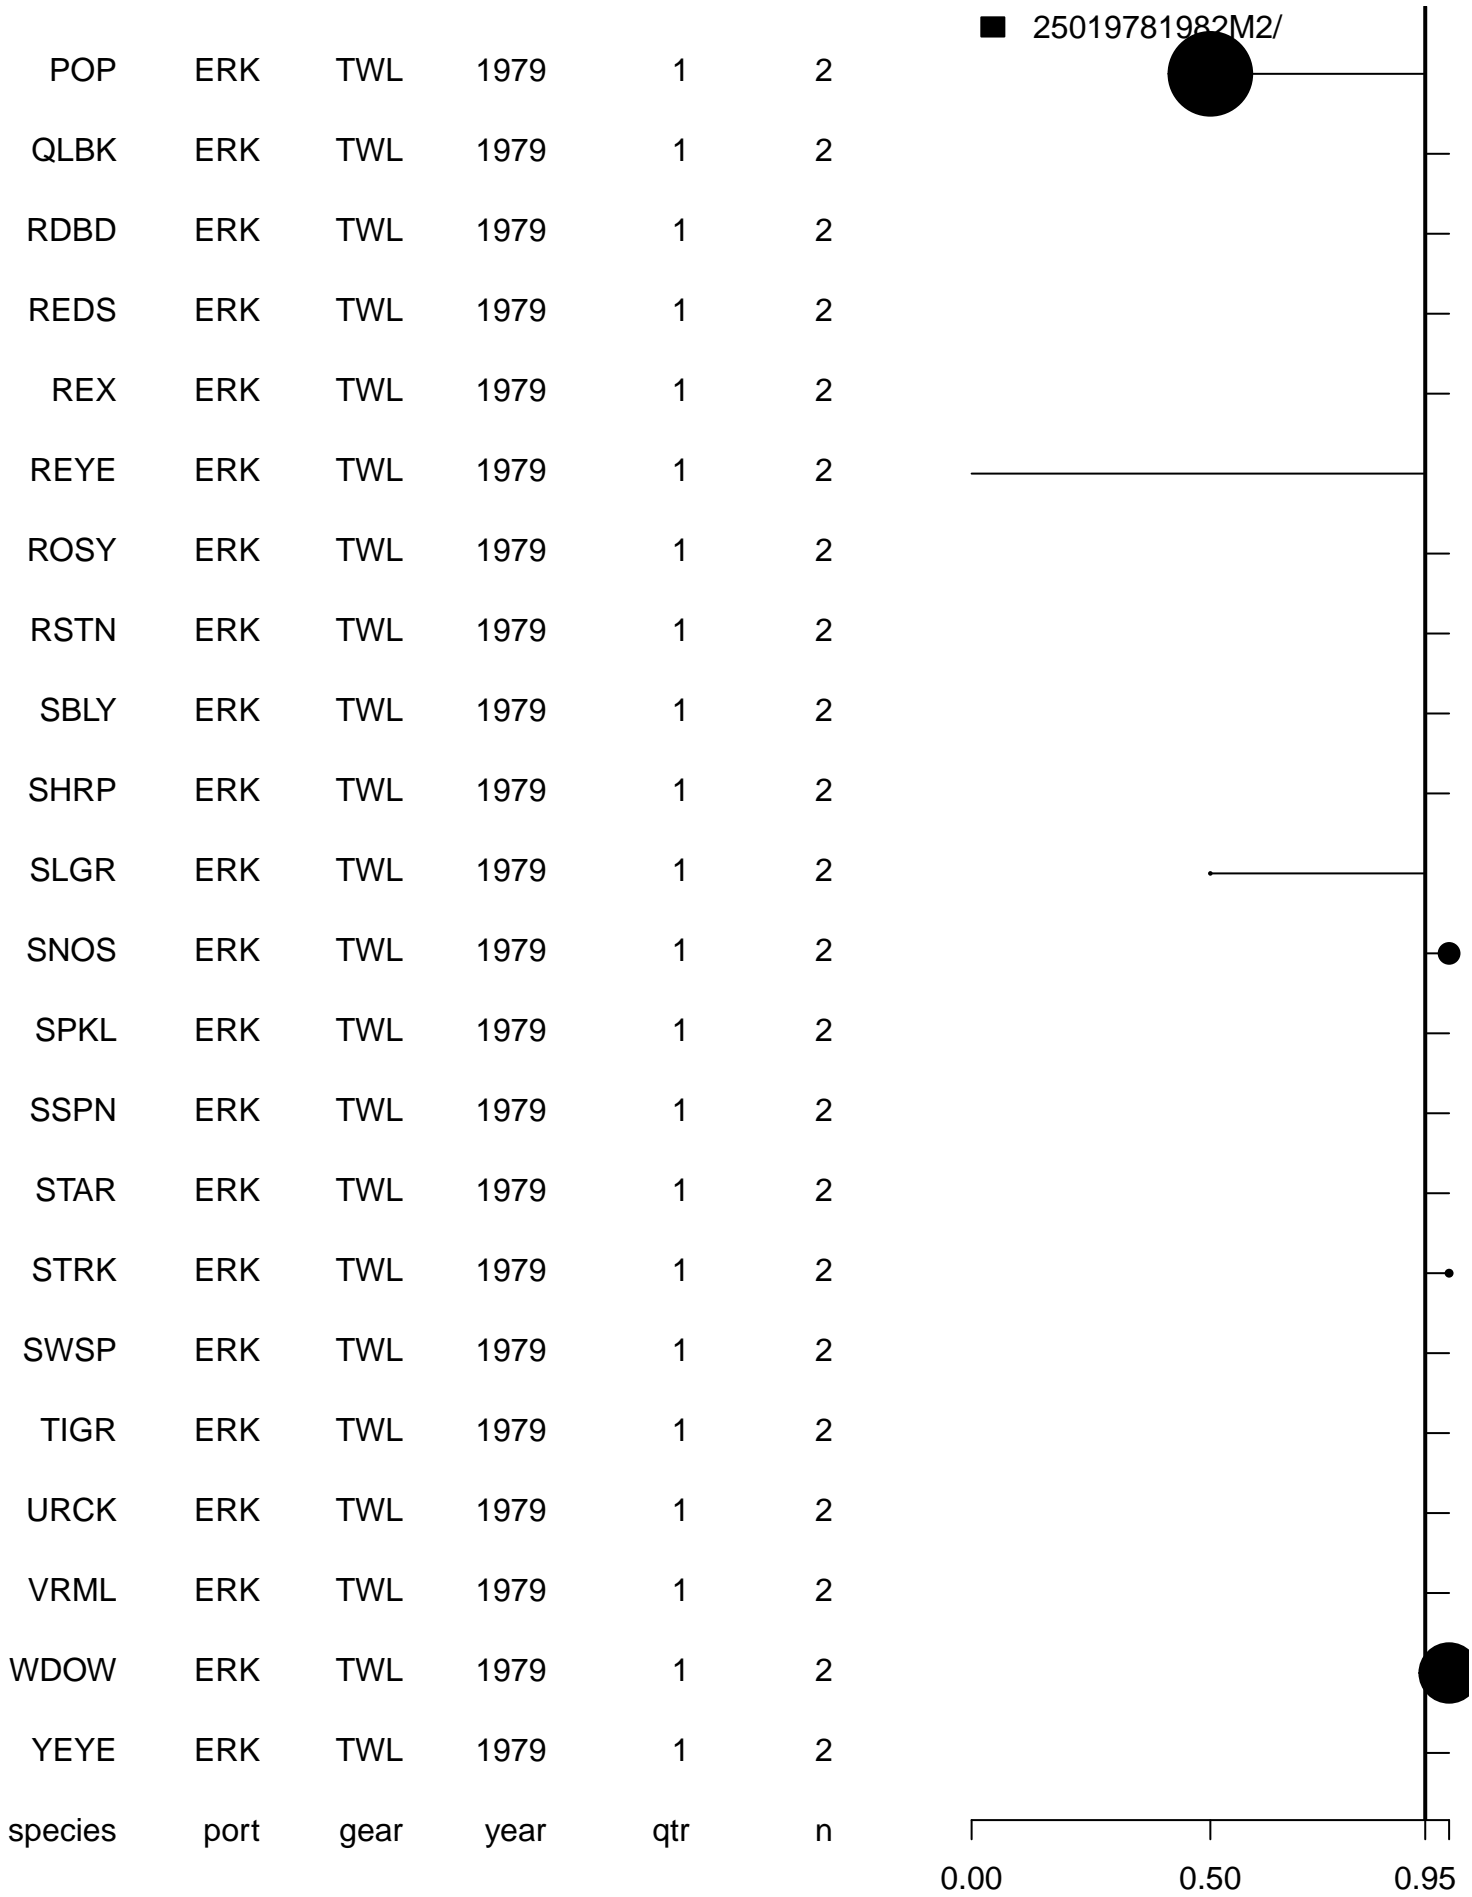 25019781982M2/
POP ERK TWL 1979 1 2
QLBK ERK TWL 1979 1 2
RDBD ERK TWL 1979 1 2
REDS ERK TWL 1979 1 2
REX ERK TWL 1979 1 2
REYE ERK TWL 1979 1 2
ROSY ERK TWL 1979 1 2
RSTN ERK TWL 1979 1 2
SBLY ERK TWL 1979 1 2
SHRP ERK TWL 1979 1 2
SLGR ERK TWL 1979 1 2
SNOS ERK TWL 1979 1 2
SPKL ERK TWL 1979 1 2
SSPN ERK TWL 1979 1 2
STAR ERK TWL 1979 1 2
STRK ERK TWL 1979 1 2
SWSP ERK TWL 1979 1 2
TIGR ERK TWL 1979 1 2
URCK ERK TWL 1979 1 2
VRML ERK TWL 1979 1 2
WDOW ERK TWL 1979 1 2
YEYE ERK TWL 1979 1 2
species port gear year qtr n
0.00 0.50 0.95